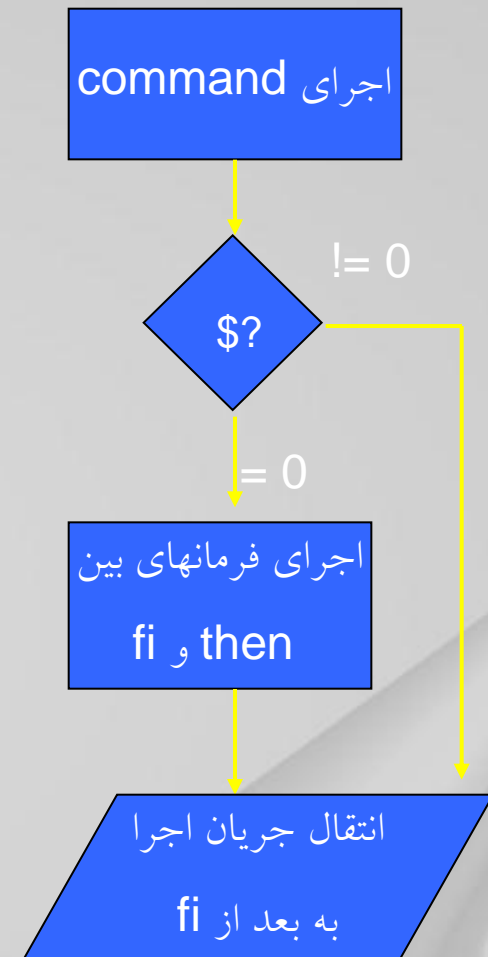 اجرای command
!= 0
$?
= 0
اجرای فرمانهای بین
then و fi
انتقال جریان اجرا
به بعد از fi